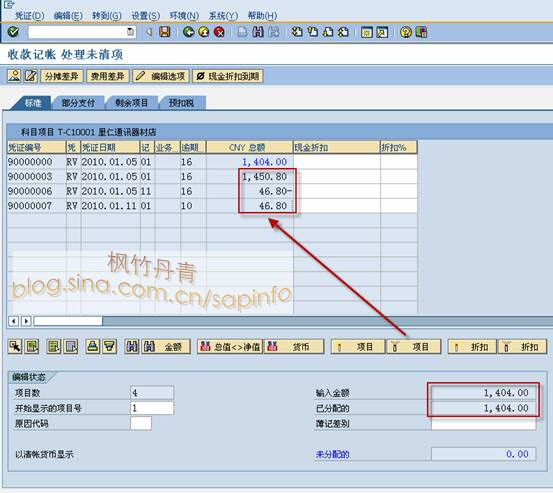 凭证(D) 编辑(E) 转到(G) 设置(S) 环境(N) 系统(Y) 帮助(H)
收款记帐 处理未清项
分摊差异 费用差异 编辑选项 现金折扣到期
标准 部分支付 剩余项目 预扣税
科目项目 T-C10001 里仁通讯器材店
凭证编号 凭 凭证日期 记 业务... 逾期 CNY 总额 现金折扣 折扣%
90000000 RV 2010.01.05 01 16 1,404.00
90000003 RV 2010.01.05 01 16 1,450.80
90000006 RV 2010.01.05 11 16 46.80-
90000007 RV 2010.01.11 01 10 46.80
枫竹丹青
blog.sina.com.cn/sapinfo
金额 总值<>净值 货币 项目 项目 折扣 折扣
编辑状态
项目数 4 输入金额 1,404.00
开始显示的项目号 1 已分配的 1,404.00
原因代码 簿记差别
以清帐货币显示 未分配的 0.00